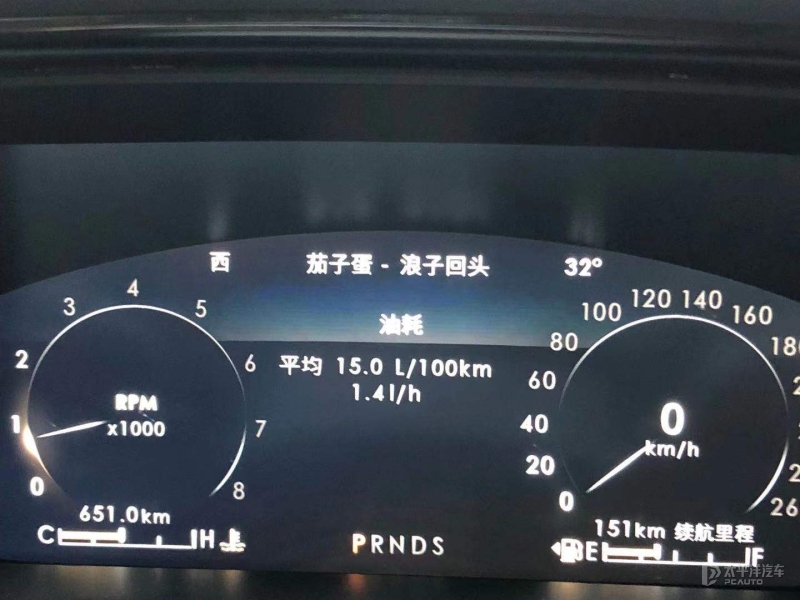 西 茄子蛋 - 浪子回头 32°
油耗
平均 15.0 L/100km
1.4l/h
0 1 2 3 4 5 6 7 8
RPM
x1000
0 20 40 60 80 100 120 140 160
0
km/h
651.0km
151km 续航里程
C H
PRNDS
E F
太平洋汽车
PCAUTO